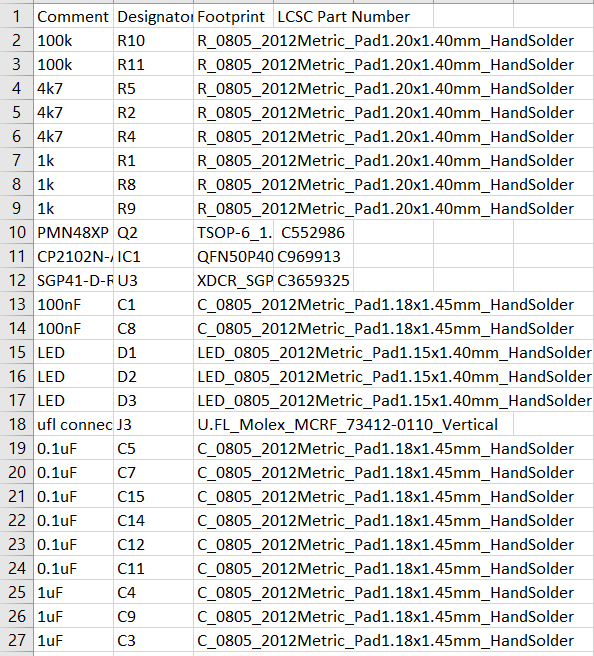 1 Comment Designator Footprint LCSC Part Number
2 100k R10 R_0805_2012Metric_Pad1.20x1.40mm_HandSolder
3 100k R11 R_0805_2012Metric_Pad1.20x1.40mm_HandSolder
4 4k7 R5 R_0805_2012Metric_Pad1.20x1.40mm_HandSolder
5 4k7 R2 R_0805_2012Metric_Pad1.20x1.40mm_HandSolder
6 4k7 R4 R_0805_2012Metric_Pad1.20x1.40mm_HandSolder
7 1k R1 R_0805_2012Metric_Pad1.20x1.40mm_HandSolder
8 1k R8 R_0805_2012Metric_Pad1.20x1.40mm_HandSolder
9 1k R9 R_0805_2012Metric_Pad1.20x1.40mm_HandSolder
10 PMN48XP Q2 TSOP-6_1. C552986
11 CP2102N-A IC1 QFN50P40 C969913
12 SGP41-D-R U3 XDCR_SGP C3659325
13 100nF C1 C_0805_2012Metric_Pad1.18x1.45mm_HandSolder
14 100nF C8 C_0805_2012Metric_Pad1.18x1.45mm_HandSolder
15 LED D1 LED_0805_2012Metric_Pad1.15x1.40mm_HandSolder
16 LED D2 LED_0805_2012Metric_Pad1.15x1.40mm_HandSolder
17 LED D3 LED_0805_2012Metric_Pad1.15x1.40mm_HandSolder
18 ufl connec J3 U.FL_Molex_MCRF_73412-0110_Vertical
19 0.1uF C5 C_0805_2012Metric_Pad1.18x1.45mm_HandSolder
20 0.1uF C7 C_0805_2012Metric_Pad1.18x1.45mm_HandSolder
21 0.1uF C15 C_0805_2012Metric_Pad1.18x1.45mm_HandSolder
22 0.1uF C14 C_0805_2012Metric_Pad1.18x1.45mm_HandSolder
23 0.1uF C12 C_0805_2012Metric_Pad1.18x1.45mm_HandSolder
24 0.1uF C11 C_0805_2012Metric_Pad1.18x1.45mm_HandSolder
25 1uF C4 C_0805_2012Metric_Pad1.18x1.45mm_HandSolder
26 1uF C9 C_0805_2012Metric_Pad1.18x1.45mm_HandSolder
27 1uF C3 C_0805_2012Metric_Pad1.18x1.45mm_HandSolder